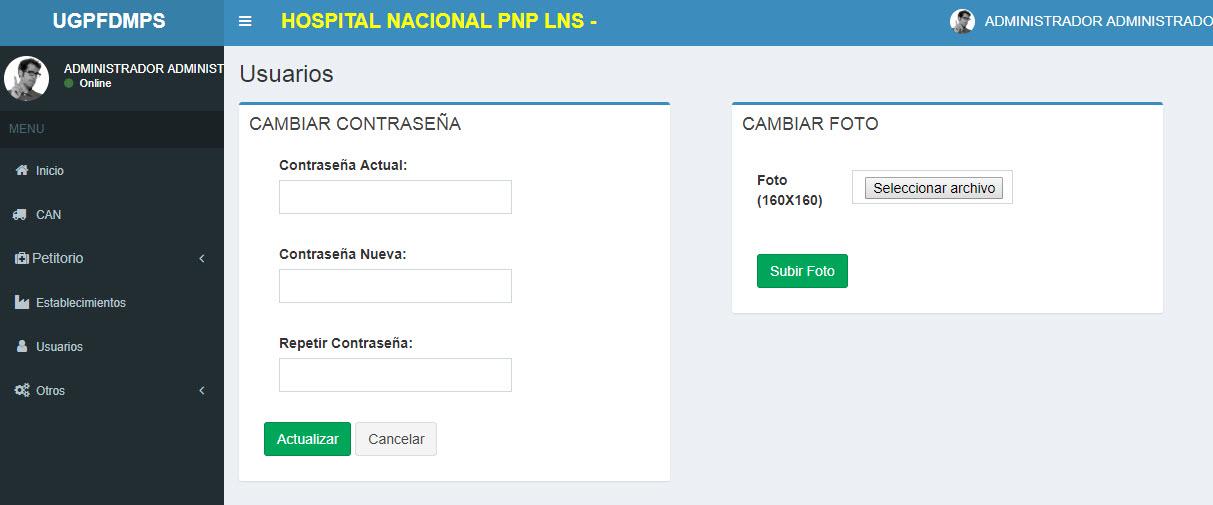 UGPFDMPS
HOSPITAL NACIONAL PNP LNS -
ADMINISTRADOR ADMINISTRADO
ADMINISTRADOR ADMINIST
Online
MENU
Inicio
CAN
Petitorio
Establecimientos
Usuarios
Otros
Usuarios
CAMBIAR CONTRASEÑA
Contraseña Actual:
Contraseña Nueva:
Repetir Contraseña:
Actualizar
Cancelar
CAMBIAR FOTO
Foto
(160X160)
Seleccionar archivo
Subir Foto